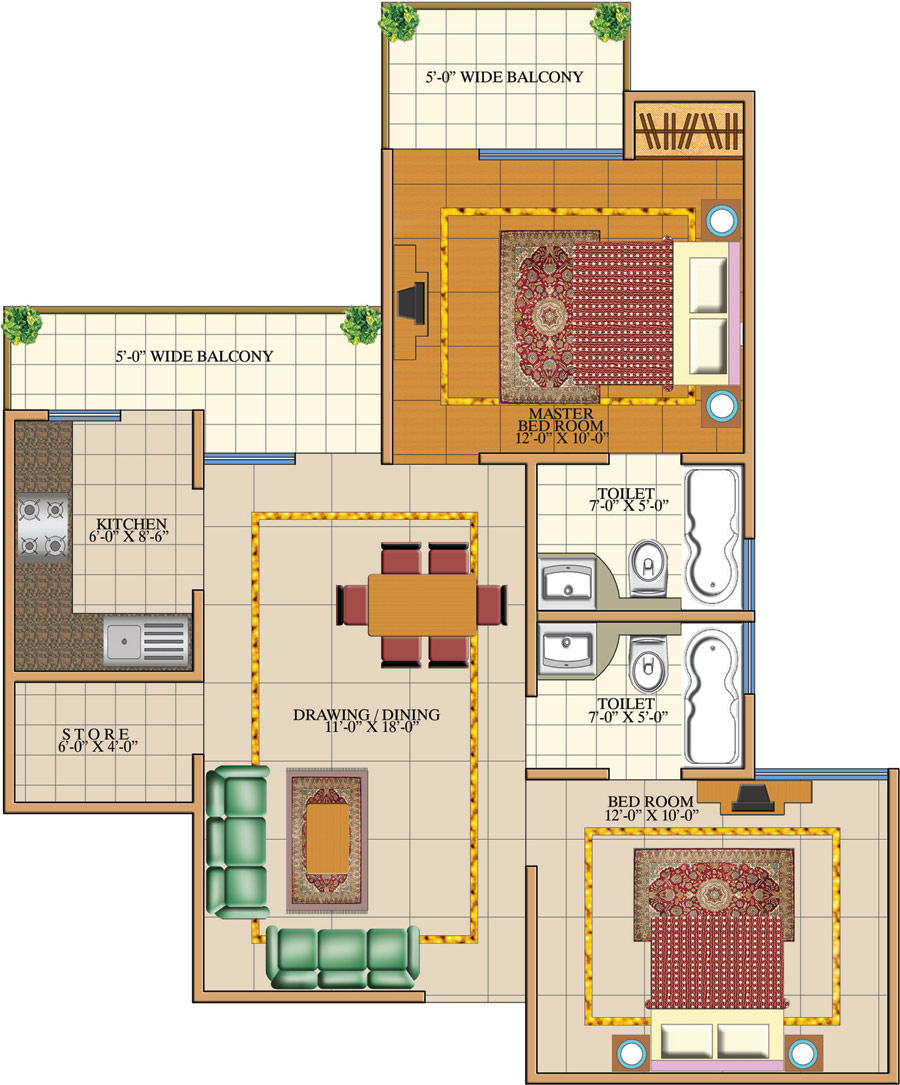 5’-0” WIDE BALCONY
5’-0” WIDE BALCONY
MASTER
BED ROOM
12’-0” X 10’-0”
TOILET
7’-0” X 5’-0”
KITCHEN
6’-0” X 8’-6”
TOILET
7’-0” X 5’-0”
DRAWING / DINING
11’-0” X 18’-0”
STORE
6’-0” X 4’-0”
BED ROOM
12’-0” X 10’-0”